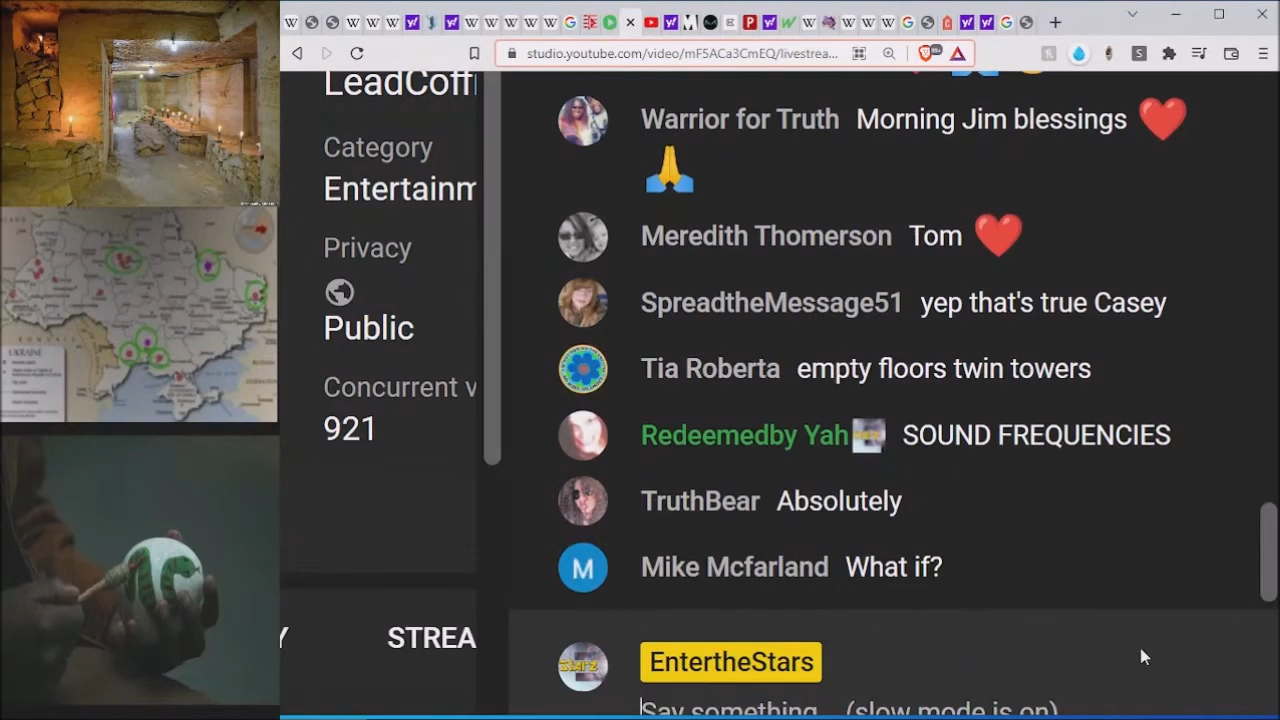 studio.youtube.com/video/mF5ACa3CmEQ/livestrea...
99+
LeadCoffi
Category
Entertainm
Privacy
Public
Concurrent v
921
Y
STREA
Warrior for Truth Morning Jim blessings ❤️
🙏
Meredith Thomerson Tom ❤️
SpreadtheMessage51 yep that's true Casey
Tia Roberta empty floors twin towers
Redeemedby Yah SOUND FREQUENCIES
TruthBear Absolutely
M
Mike Mcfarland What if?
EntertheStars
Say something... (slow mode is on)
UKRAINE